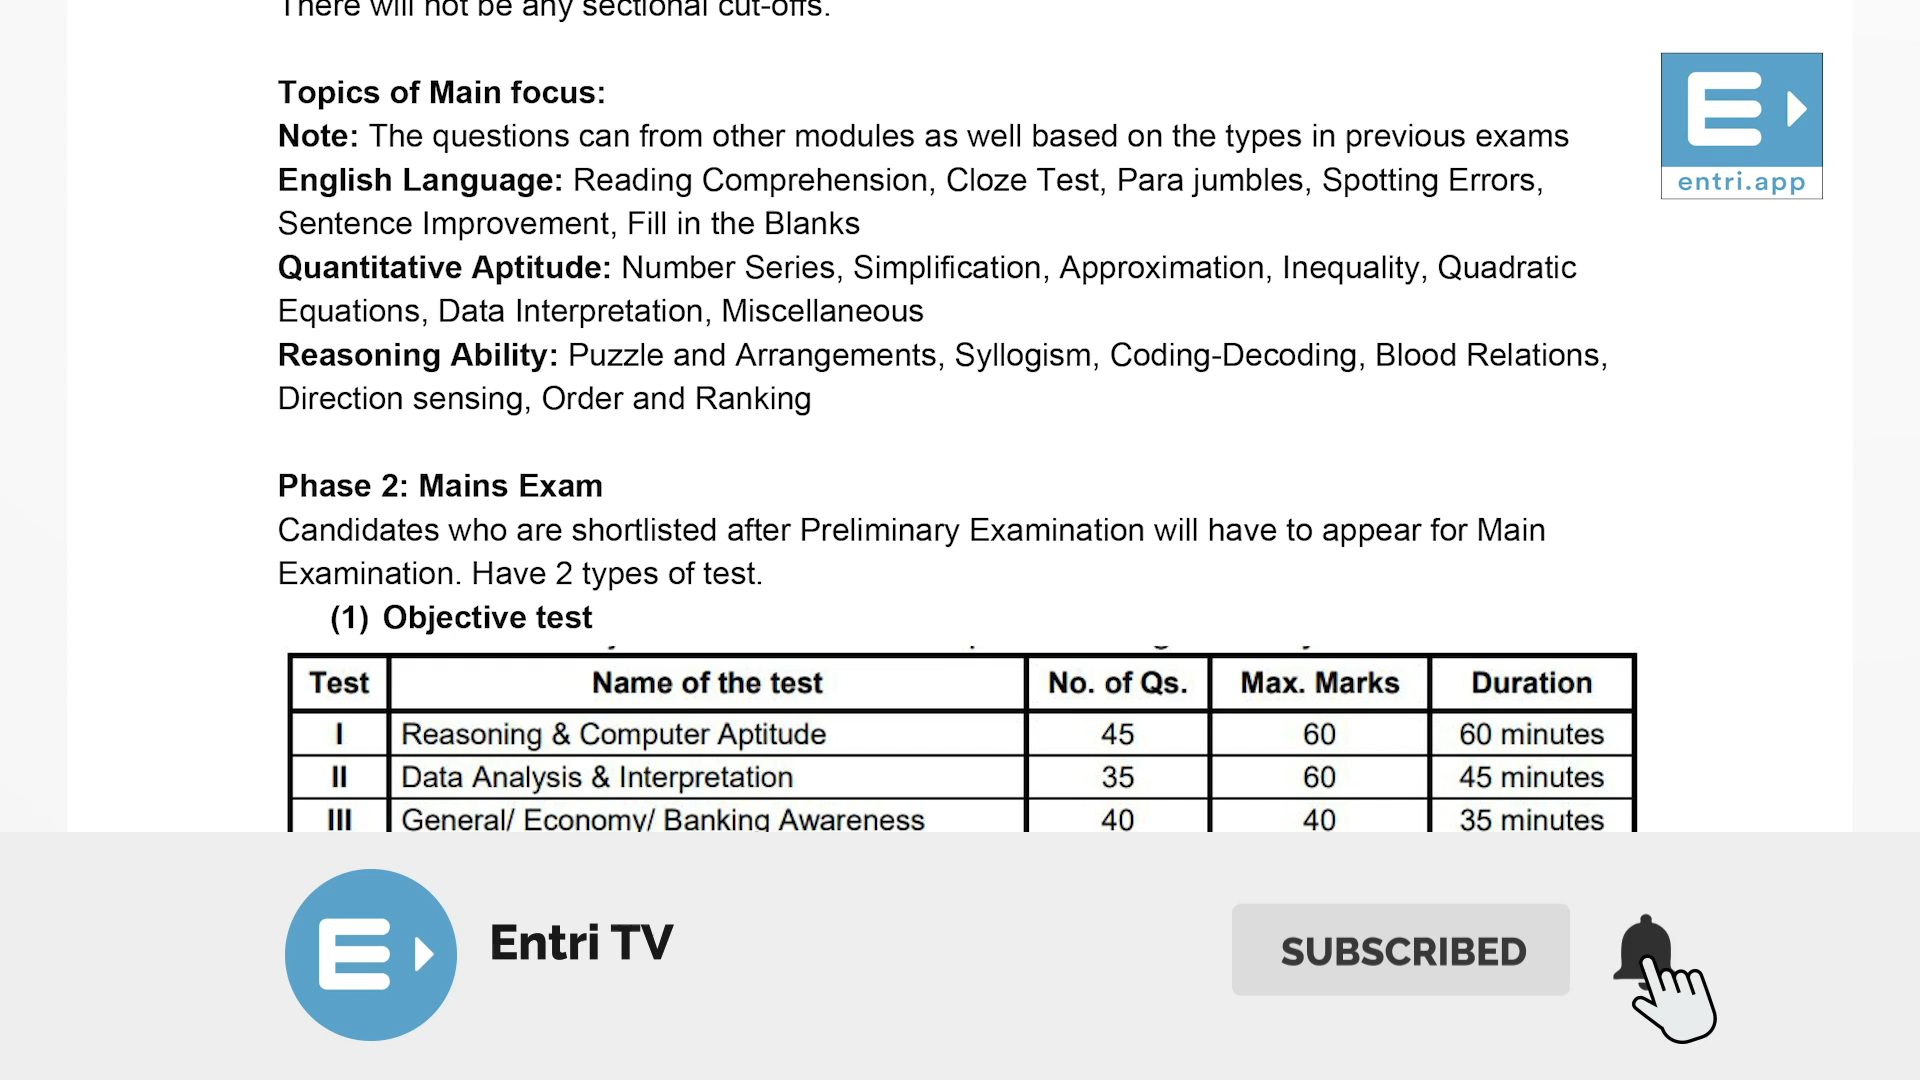 There will not be any sectional cut-offs.
Topics of Main focus:
Note: The questions can from other modules as well based on the types in previous exams
English Language: Reading Comprehension, Cloze Test, Para jumbles, Spotting Errors,
Sentence Improvement, Fill in the Blanks
Quantitative Aptitude: Number Series, Simplification, Approximation, Inequality, Quadratic
Equations, Data Interpretation, Miscellaneous
Reasoning Ability: Puzzle and Arrangements, Syllogism, Coding-Decoding, Blood Relations,
Direction sensing, Order and Ranking
Phase 2: Mains Exam
Candidates who are shortlisted after Preliminary Examination will have to appear for Main
Examination. Have 2 types of test.
(1) Objective test
Test Name of the test No. of Qs. Max. Marks Duration
I Reasoning & Computer Aptitude 45 60 60 minutes
II Data Analysis & Interpretation 35 60 45 minutes
III General/ Economy/ Banking Awareness 40 40 35 minutes
entri.app
Entri TV
SUBSCRIBED